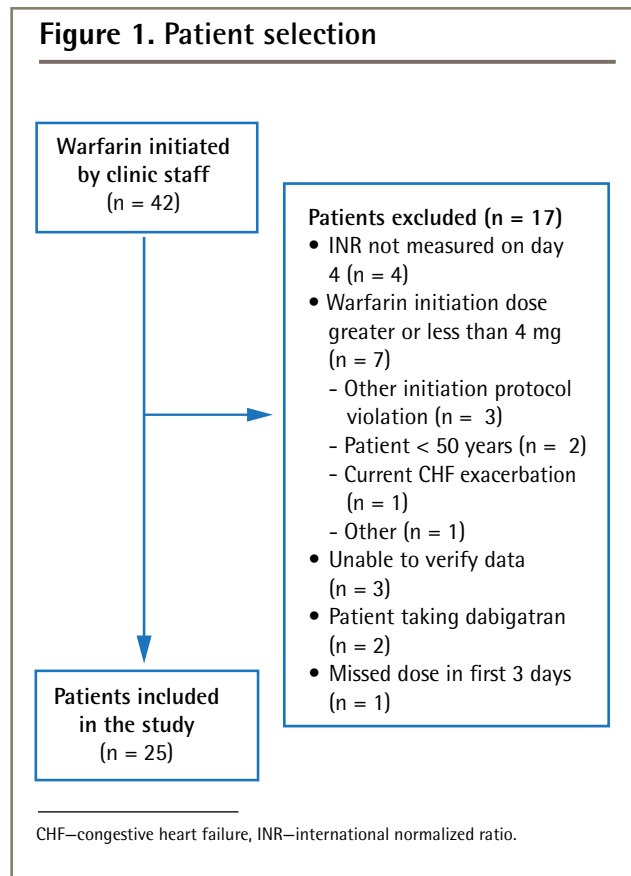 Figure 1. Patient selection
Warfarin initiated
by clinic staff
(n = 42)
Patients excluded (n = 17)
• INR not measured on day
4 (n = 4)
• Warfarin initiation dose
greater or less than 4 mg
(n = 7)
- Other initiation protocol
violation (n = 3)
- Patient < 50 years (n = 2)
- Current CHF exacerbation
(n = 1)
- Other (n = 1)
• Unable to verify data
(n = 3)
• Patient taking dabigatran
(n = 2)
• Missed dose in first 3 days
(n = 1)
Patients included
in the study
(n = 25)
CHF—congestive heart failure, INR—international normalized ratio.